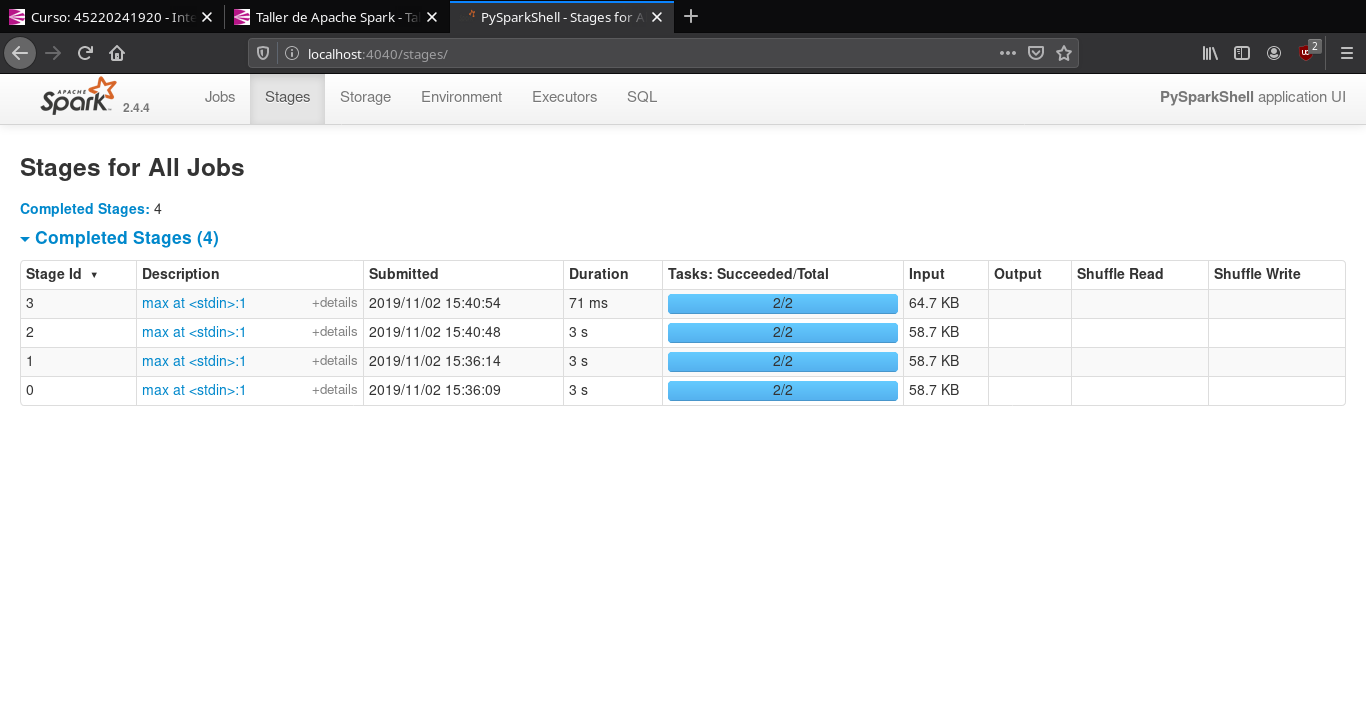 Curso: 45220241920 - Inte
Taller de Apache Spark - Ta
PySparkShell - Stages for A
localhost:4040/stages/
2
APACHE
Spark 2.4.4
Jobs Stages Storage Environment Executors SQL
PySparkShell application UI
Stages for All Jobs
Completed Stages: 4
Completed Stages (4)
Stage Id ▾ Description Submitted Duration Tasks: Succeeded/Total Input Output Shuffle Read Shuffle Write
3 max at <stdin>:1 +details 2019/11/02 15:40:54 71 ms 2/2 64.7 KB
2 max at <stdin>:1 +details 2019/11/02 15:40:48 3 s 2/2 58.7 KB
1 max at <stdin>:1 +details 2019/11/02 15:36:14 3 s 2/2 58.7 KB
0 max at <stdin>:1 +details 2019/11/02 15:36:09 3 s 2/2 58.7 KB